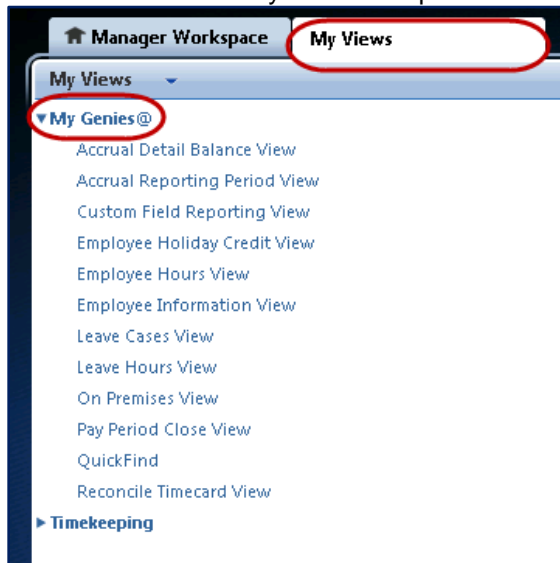 Manager Workspace My Views
My Views
My Genies@
Accrual Detail Balance View
Accrual Reporting Period View
Custom Field Reporting View
Employee Holiday Credit View
Employee Hours View
Employee Information View
Leave Cases View
Leave Hours View
On Premises View
Pay Period Close View
QuickFind
Reconcile Timecard View
Timekeeping